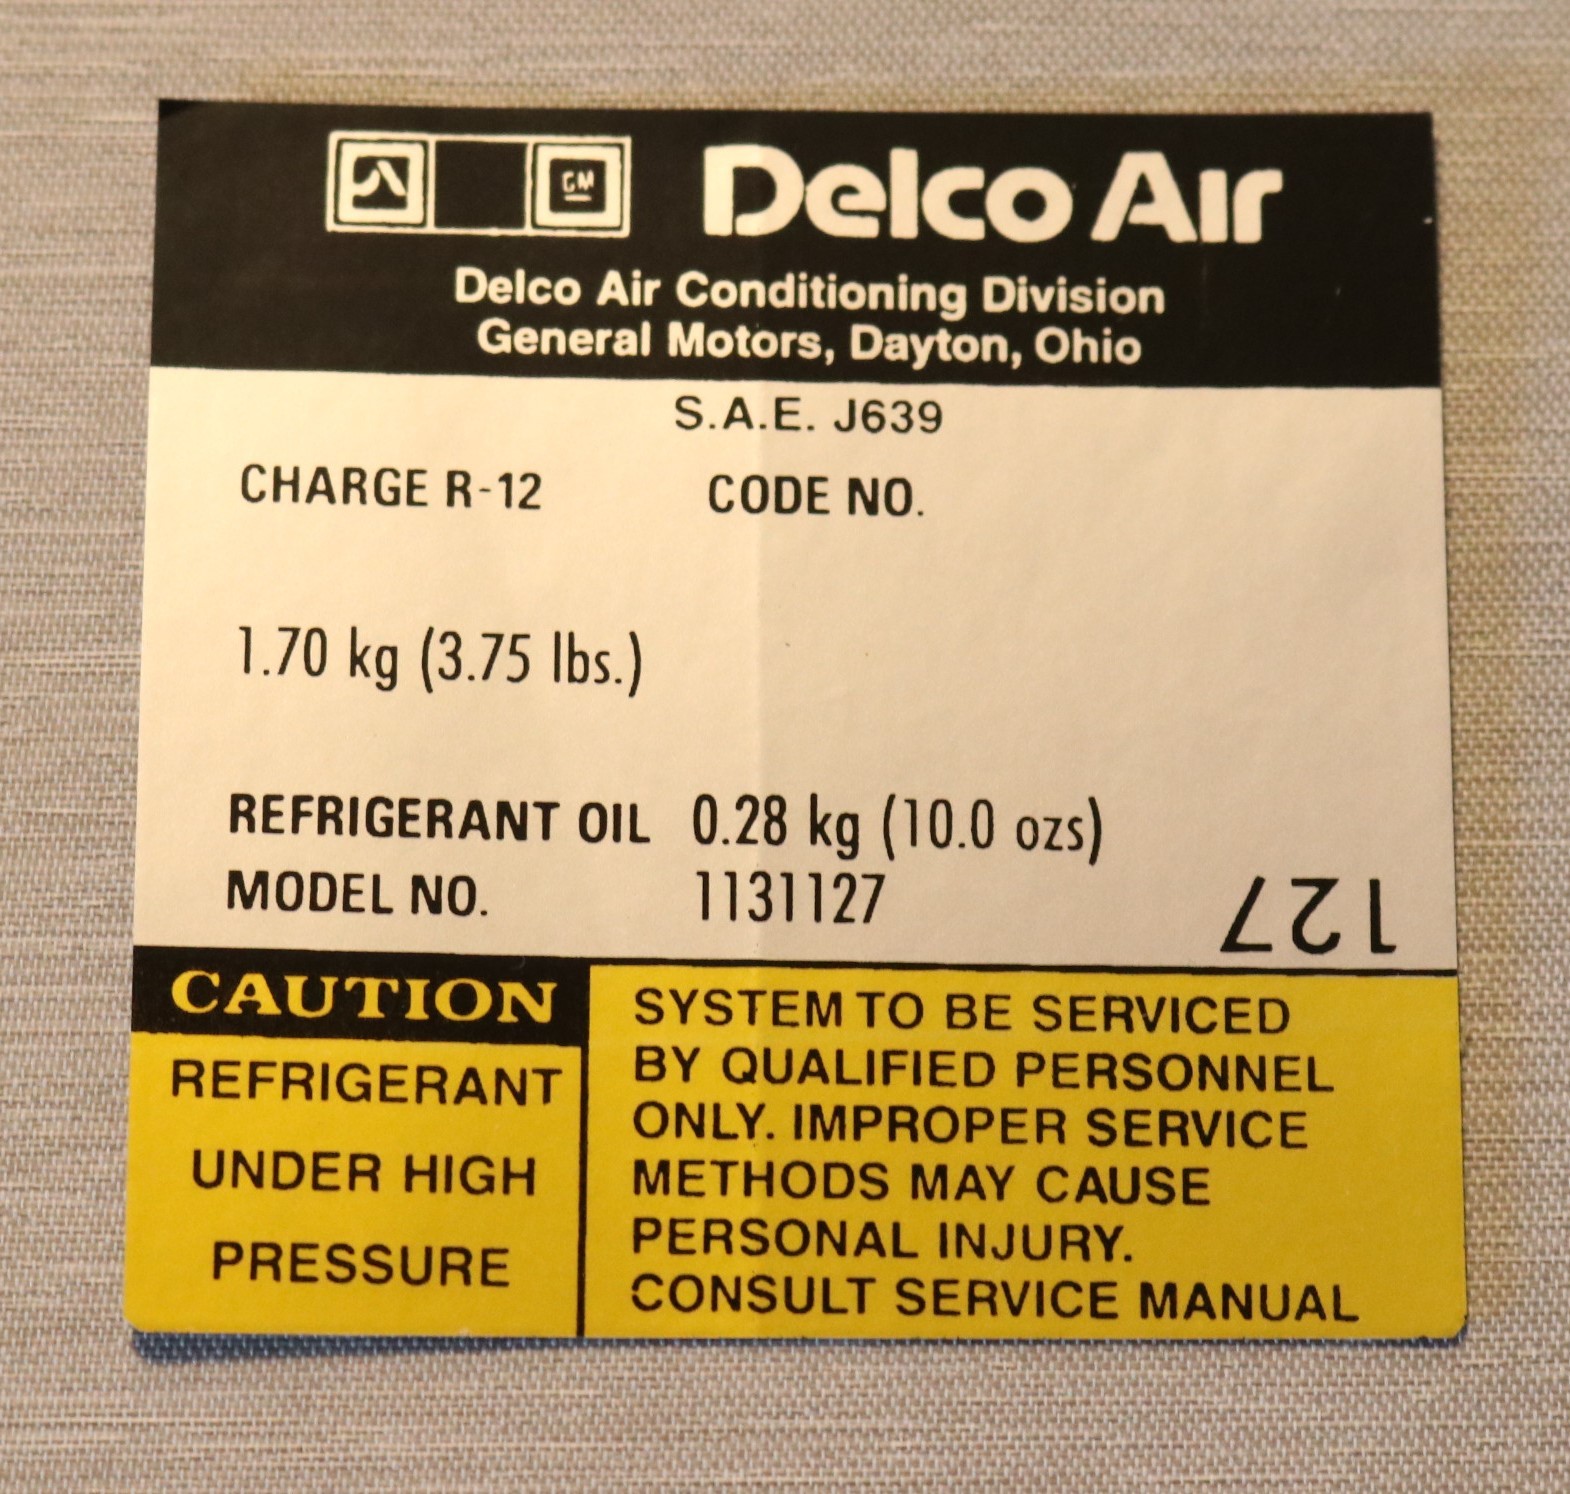 GM
Delco Air
Delco Air Conditioning Division
General Motors, Dayton, Ohio
S.A.E. J639
CHARGE R-12 CODE NO.
1.70 kg (3.75 lbs.)
REFRIGERANT OIL 0.28 kg (10.0 ozs)
MODEL NO. 1131127
127
CAUTION
REFRIGERANT
UNDER HIGH
PRESSURE
SYSTEM TO BE SERVICED
BY QUALIFIED PERSONNEL
ONLY. IMPROPER SERVICE
METHODS MAY CAUSE
PERSONAL INJURY.
CONSULT SERVICE MANUAL